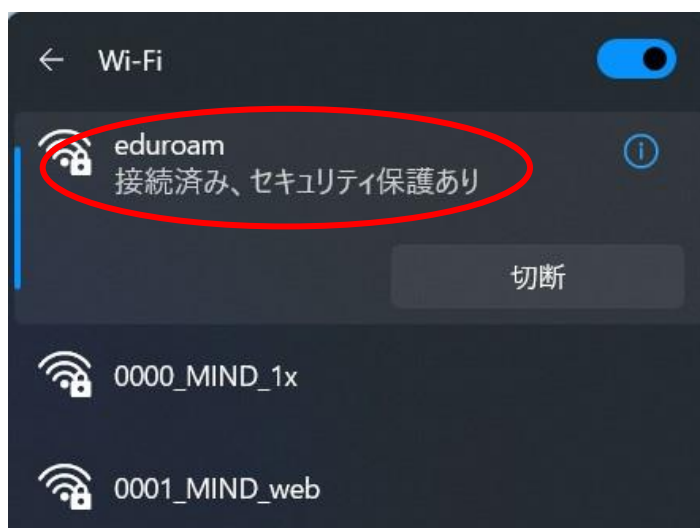 Wi-Fi
eduroam
接続済み、セキュリティ保護あり
切断
0000_MIND_1x
0001_MIND_web